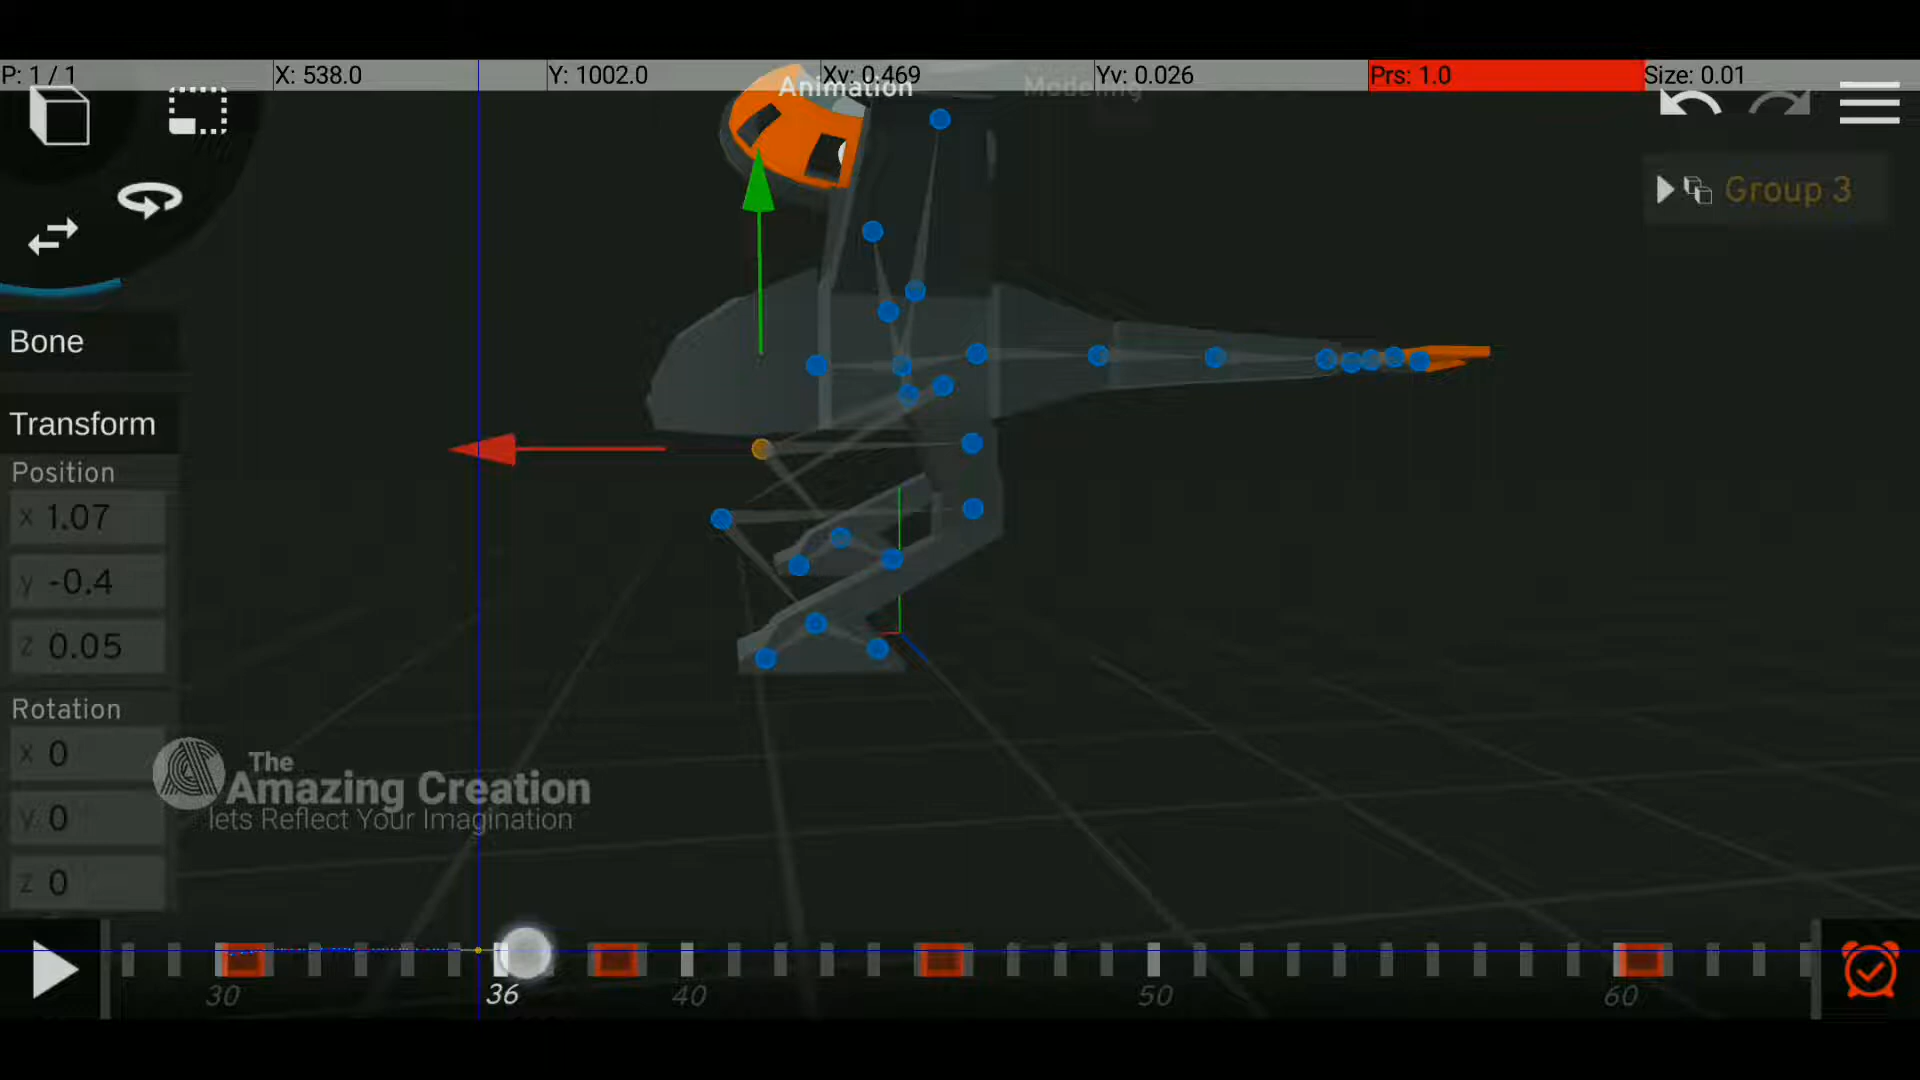 P: 1 / 1 X: 538.0 Y: 1002.0 Xv: 0.469 Yv: 0.026 Prs: 1.0 Size: 0.01
Animation Modeling
Group 3
Bone
Transform
Position
x 1.07
y -0.4
z 0.05
Rotation
x 0
y 0
z 0
The
Amazing Creation
lets Reflect Your Imagination
30 36 40 50 60